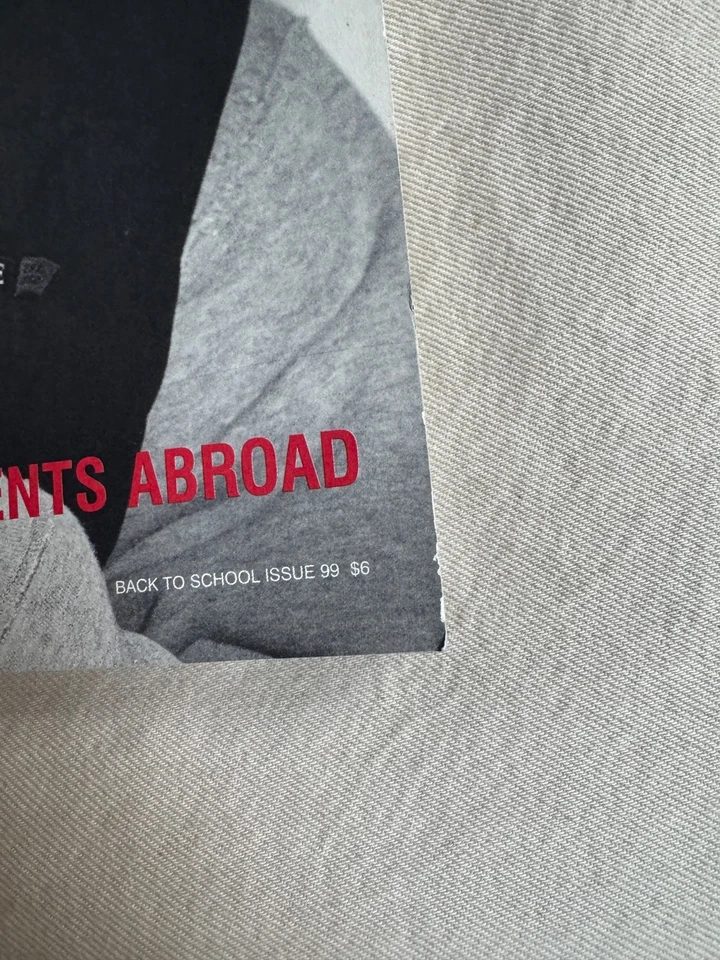 E
ENTS ABROAD
BACK TO SCHOOL ISSUE 99 $6